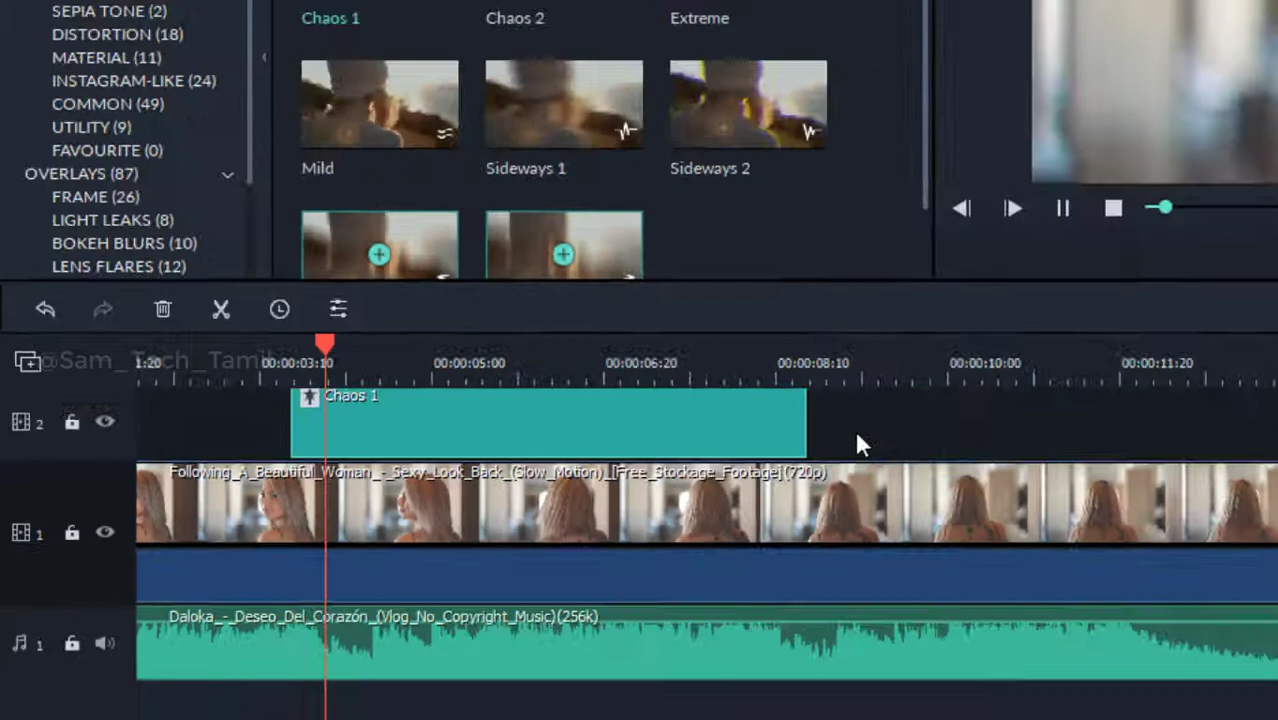 SEPIA TONE (2)
DISTORTION (18)
MATERIAL (11)
INSTAGRAM-LIKE (24)
COMMON (49)
UTILITY (9)
FAVOURITE (0)
OVERLAYS (87)
FRAME (26)
LIGHT LEAKS (8)
BOKEH BLURS (10)
LENS FLARES (12)
Chaos 1 Chaos 2 Extreme
Mild Sideways 1 Sideways 2
@Sam_Tech_Tamil
1:20 00:00:03:10 00:00:05:00 00:00:06:20 00:00:08:10 00:00:10:00 00:00:11:20
2
Chaos 1
Following_A_Beautiful_Woman_-_Sexy_Look_Back_(Slow_Motion)_[Free_Stockage_Footage](720p)
1
Daloka_-_Deseo_Del_Corazón_(Vlog_No_Copyright_Music)(256k)
1